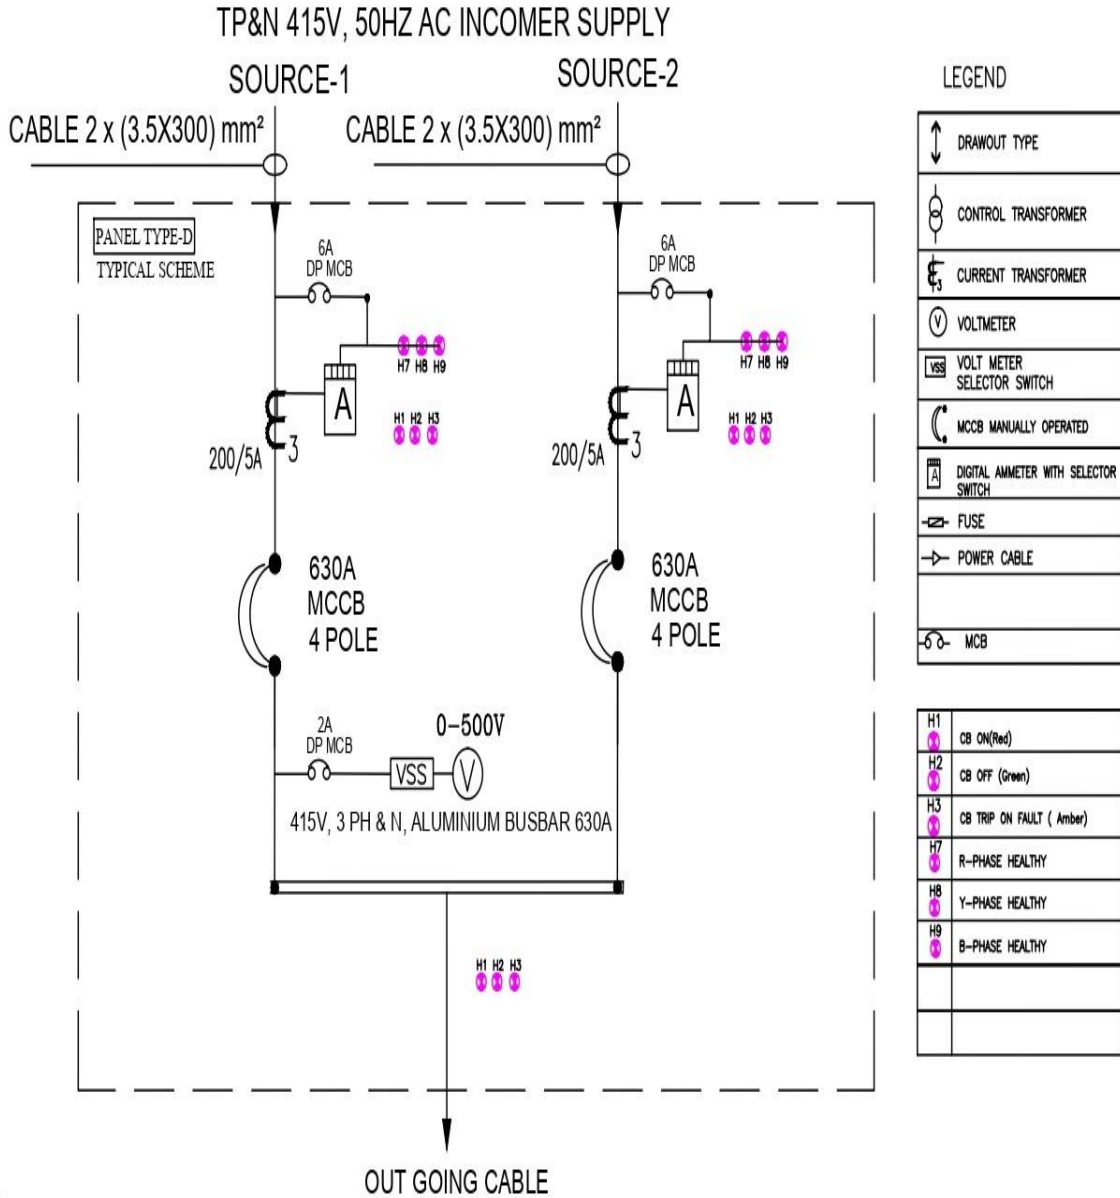 TP&N 415V, 50HZ AC INCOMER SUPPLY
SOURCE-1
SOURCE-2
CABLE 2 x (3.5X300) mm²
CABLE 2 x (3.5X300) mm²
PANEL TYPE-D
TYPICAL SCHEME
6A
DP MCB
H7 H8 H9
A
H1 H2 H3
200/5A
3
630A
MCCB
4 POLE
6A
DP MCB
H7 H8 H9
A
H1 H2 H3
200/5A
3
630A
MCCB
4 POLE
2A
DP MCB
VSS
0-500V
V
415V, 3 PH & N, ALUMINIUM BUSBAR 630A
H1 H2 H3
OUT GOING CABLE
LEGEND
DRAWOUT TYPE
CONTROL TRANSFORMER
3
CURRENT TRANSFORMER
V
VOLTMETER
VSS
VOLT METER
SELECTOR SWITCH
MCCB MANUALLY OPERATED
A
DIGITAL AMMETER WITH SELECTOR
SWITCH
FUSE
POWER CABLE
MCB
H1
CB ON(Red)
H2
CB OFF (Green)
H3
CB TRIP ON FAULT ( Amber)
H7
R-PHASE HEALTHY
H8
Y-PHASE HEALTHY
H9
B-PHASE HEALTHY